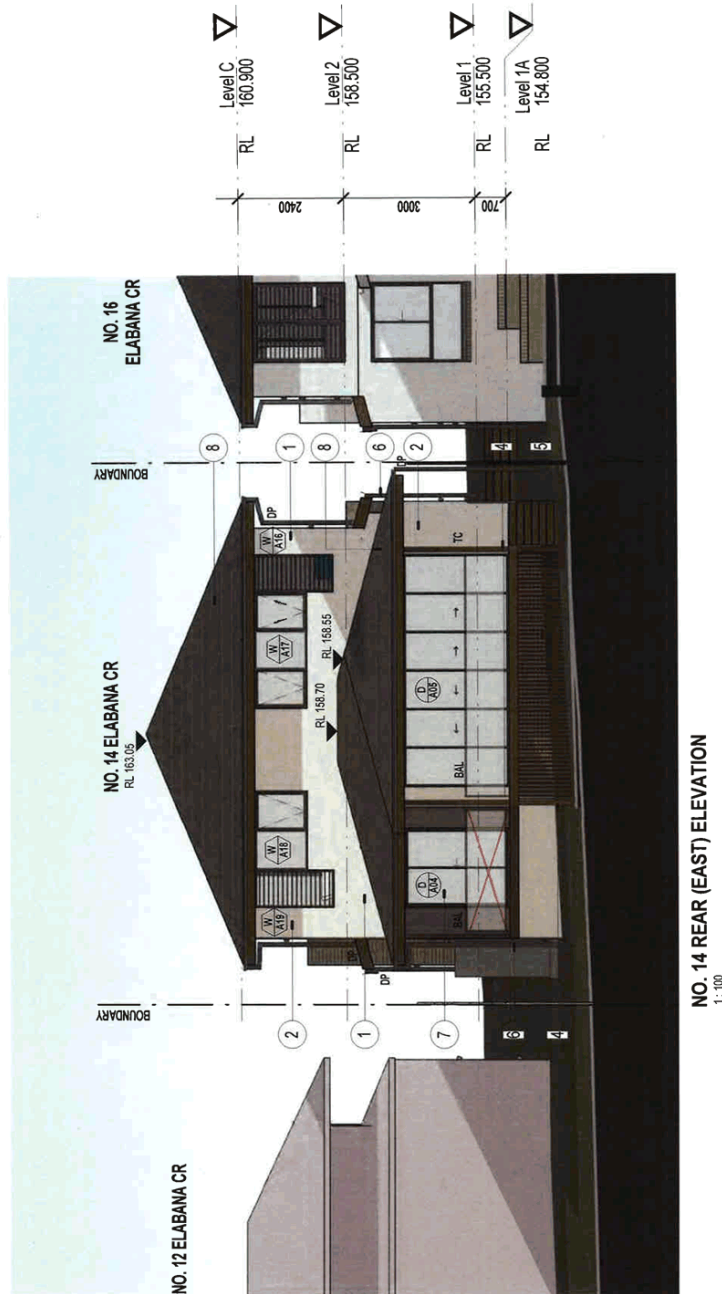 NO. 12 ELABANA CR
NO. 14 ELABANA CR
RL 163.05
NO. 16
ELABANA CR
BOUNDARY
BOUNDARY
2
1
7
8
1
8
6
2
W
A19
W
A18
W
A17
W
A16
DP
DP
DP
DP
RL 158.70
RL 158.55
D
A04
D
A05
BAL
BAL
TC
6
4
4
5
2400
3000
700
RL
Level C
160.900
RL
Level 2
158.500
RL
Level 1
155.500
RL
Level 1A
154.800
NO. 14 REAR (EAST) ELEVATION
1 : 100